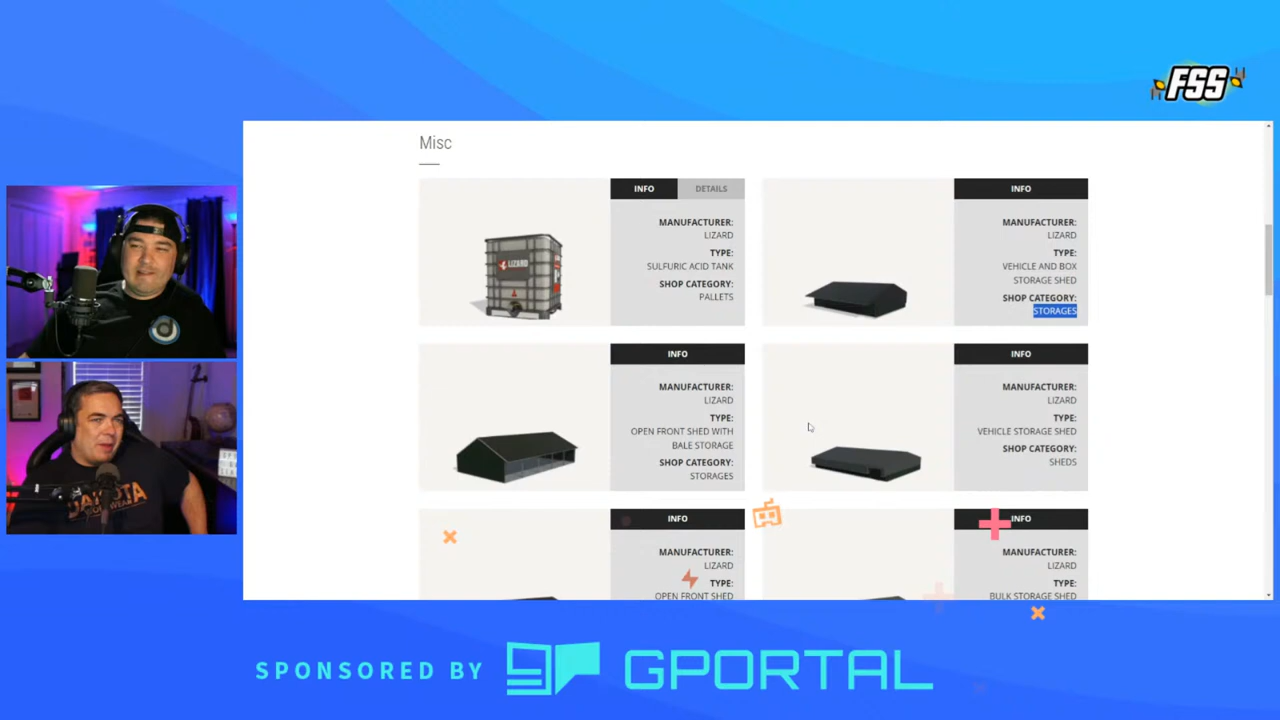 FSS
Misc
INFO
DETAILS
MANUFACTURER:
LIZARD
TYPE:
SULFURIC ACID TANK
SHOP CATEGORY:
PALLETS
LIZARD
INFO
MANUFACTURER:
LIZARD
TYPE:
VEHICLE AND BOX
STORAGE SHED
SHOP CATEGORY:
STORAGES
INFO
MANUFACTURER:
LIZARD
TYPE:
OPEN FRONT SHED WITH
BALE STORAGE
SHOP CATEGORY:
STORAGES
INFO
MANUFACTURER:
LIZARD
TYPE:
VEHICLE STORAGE SHED
SHOP CATEGORY:
SHEDS
INFO
MANUFACTURER:
LIZARD
TYPE:
OPEN FRONT SHED
INFO
MANUFACTURER:
LIZARD
TYPE:
BULK STORAGE SHED
SPONSORED BY
GPORTAL